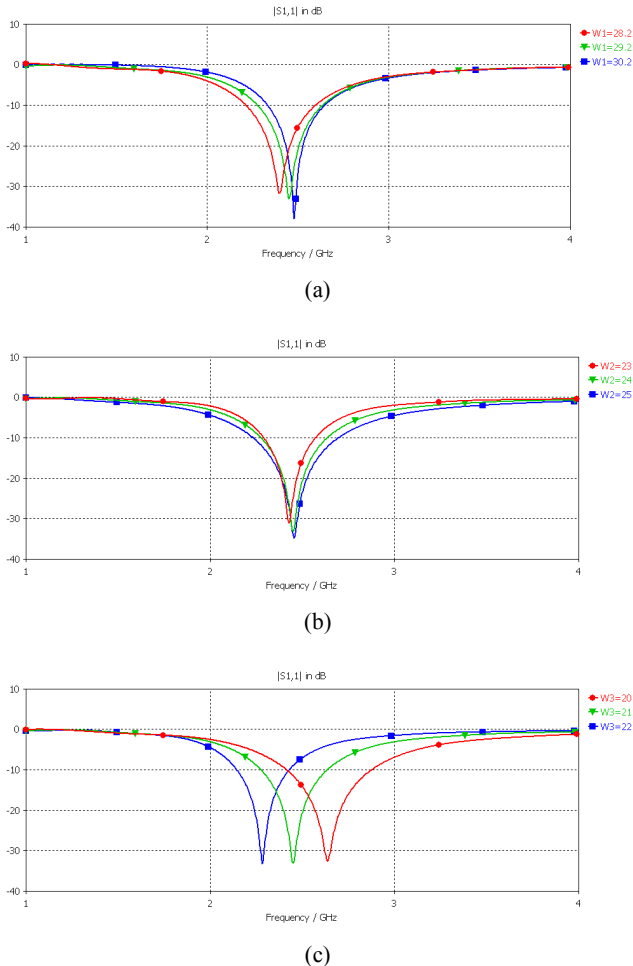 |S1,1| in dB
10
0
-10
-20
-30
-40
1
2
3
4
Frequency / GHz
W1=28.2
W1=29.2
W1=30.2
(a)
|S1,1| in dB
10
0
-10
-20
-30
-40
1
2
3
4
Frequency / GHz
W2=23
W2=24
W2=25
(b)
|S1,1| in dB
10
0
-10
-20
-30
-40
1
2
3
4
Frequency / GHz
W3=20
W3=21
W3=22
(c)